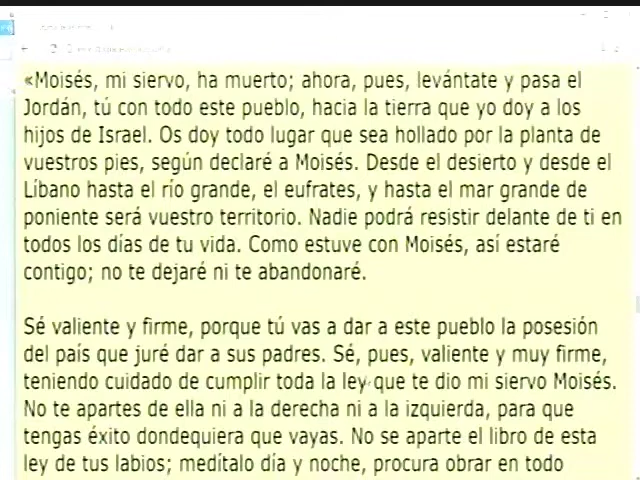 «Moisés, mi siervo, ha muerto; ahora, pues, levántate y pasa el
Jordán, tú con todo este pueblo, hacia la tierra que yo doy a los
hijos de Israel. Os doy todo lugar que sea hollado por la planta de
vuestros pies, según declaré a Moisés. Desde el desierto y desde el
Líbano hasta el río grande, el eufrates, y hasta el mar grande de
poniente será vuestro territorio. Nadie podrá resistir delante de ti en
todos los días de tu vida. Como estuve con Moisés, así estaré
contigo; no te dejaré ni te abandonaré.
Sé valiente y firme, porque tú vas a dar a este pueblo la posesión
del país que juré dar a sus padres. Sé, pues, valiente y muy firme,
teniendo cuidado de cumplir toda la ley que te dio mi siervo Moisés.
No te apartes de ella ni a la derecha ni a la izquierda, para que
tengas éxito dondequiera que vayas. No se aparte el libro de esta
ley de tus labios; medítalo día y noche, procura obrar en todo